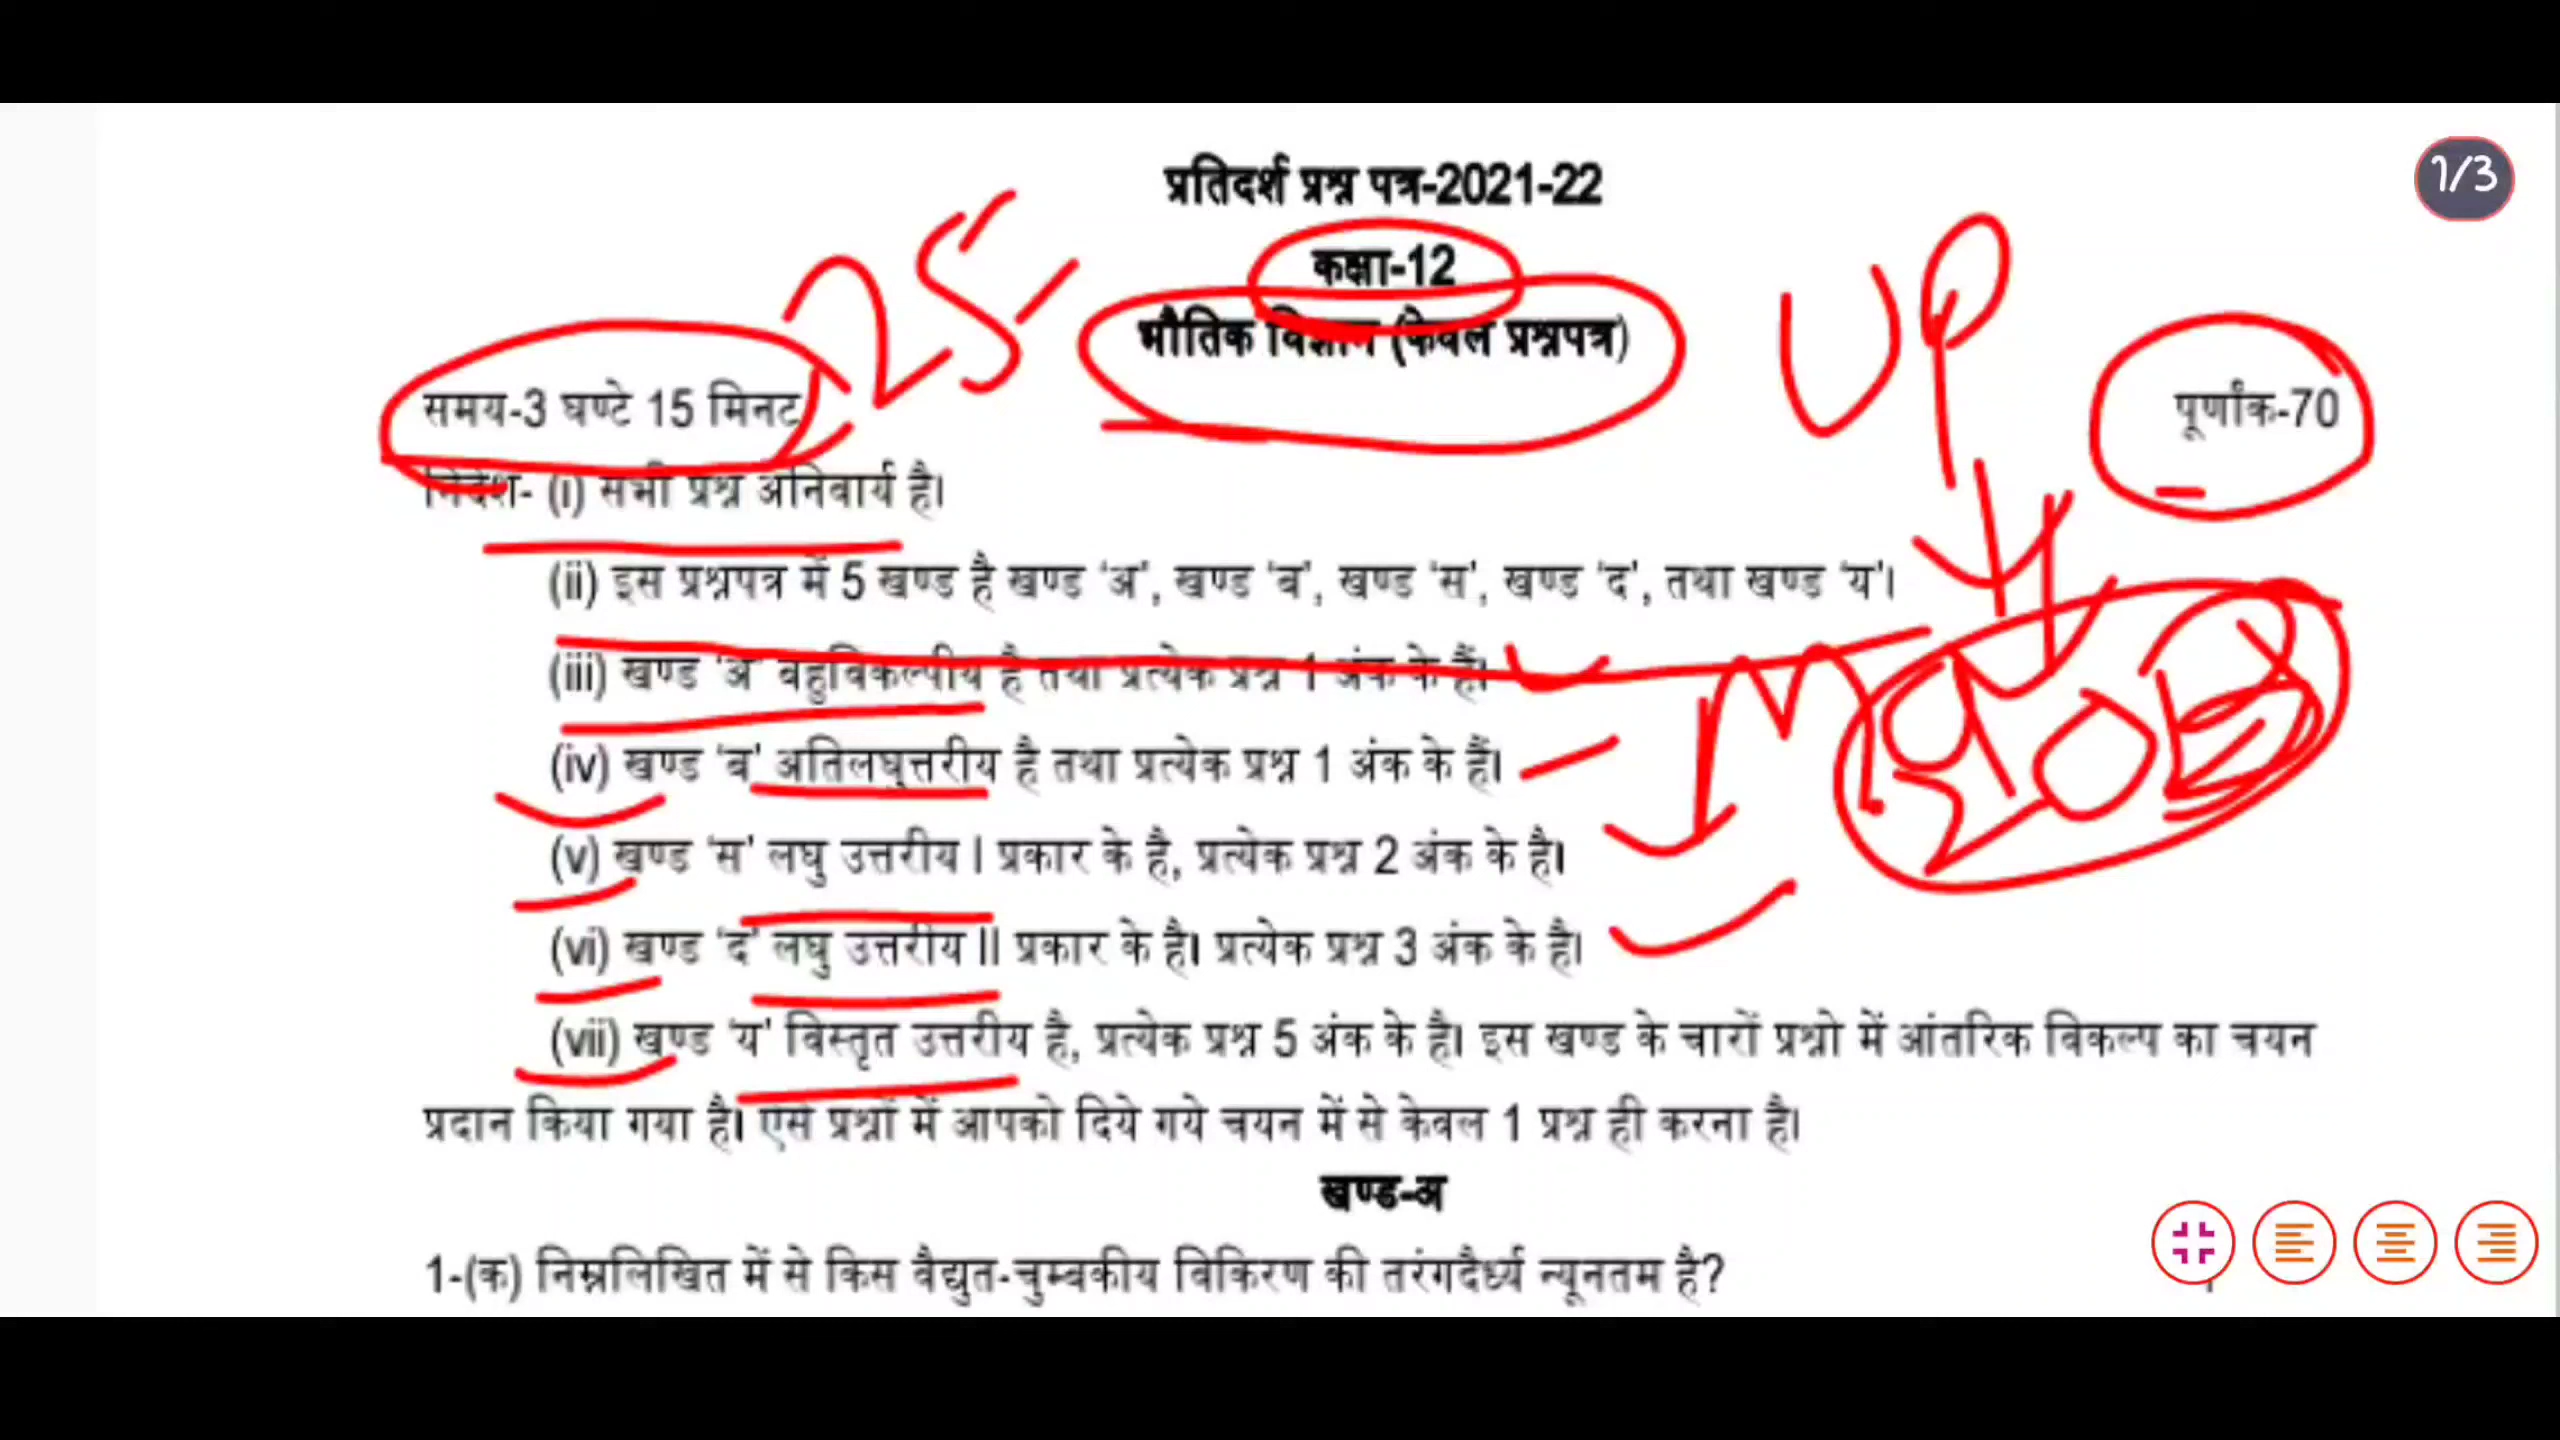 1/3
प्रतिदर्श प्रश्न पत्र-2021-22
कक्षा-12
भौतिक विज्ञान (केवल प्रश्नपत्र)
25
UP
समय-3 घण्टे 15 मिनट
पूर्णांक-70
निर्देश- (i) सभी प्रश्न अनिवार्य है।
(ii) इस प्रश्नपत्र में 5 खण्ड है खण्ड 'अ', खण्ड 'ब', खण्ड 'स', खण्ड 'द', तथा खण्ड 'य'।
(iii) खण्ड 'अ' बहुविकल्पीय है तथा प्रत्येक प्रश्न 1 अंक के हैं।
(iv) खण्ड 'ब' अतिलघुत्तरीय है तथा प्रत्येक प्रश्न 1 अंक के हैं।
(v) खण्ड 'स' लघु उत्तरीय I प्रकार के है, प्रत्येक प्रश्न 2 अंक के है।
(vi) खण्ड 'द' लघु उत्तरीय II प्रकार के है। प्रत्येक प्रश्न 3 अंक के है।
(vii) खण्ड 'य' विस्तृत उत्तरीय है, प्रत्येक प्रश्न 5 अंक के है। इस खण्ड के चारों प्रश्नो में आंतरिक विकल्प का चयन
प्रदान किया गया है। एसे प्रश्नों में आपको दिये गये चयन में से केवल 1 प्रश्न ही करना है।
खण्ड-अ
1-(क) निम्नलिखित में से किस वैद्युत-चुम्बकीय विकिरण की तरंगदैर्ध्य न्यूनतम है?